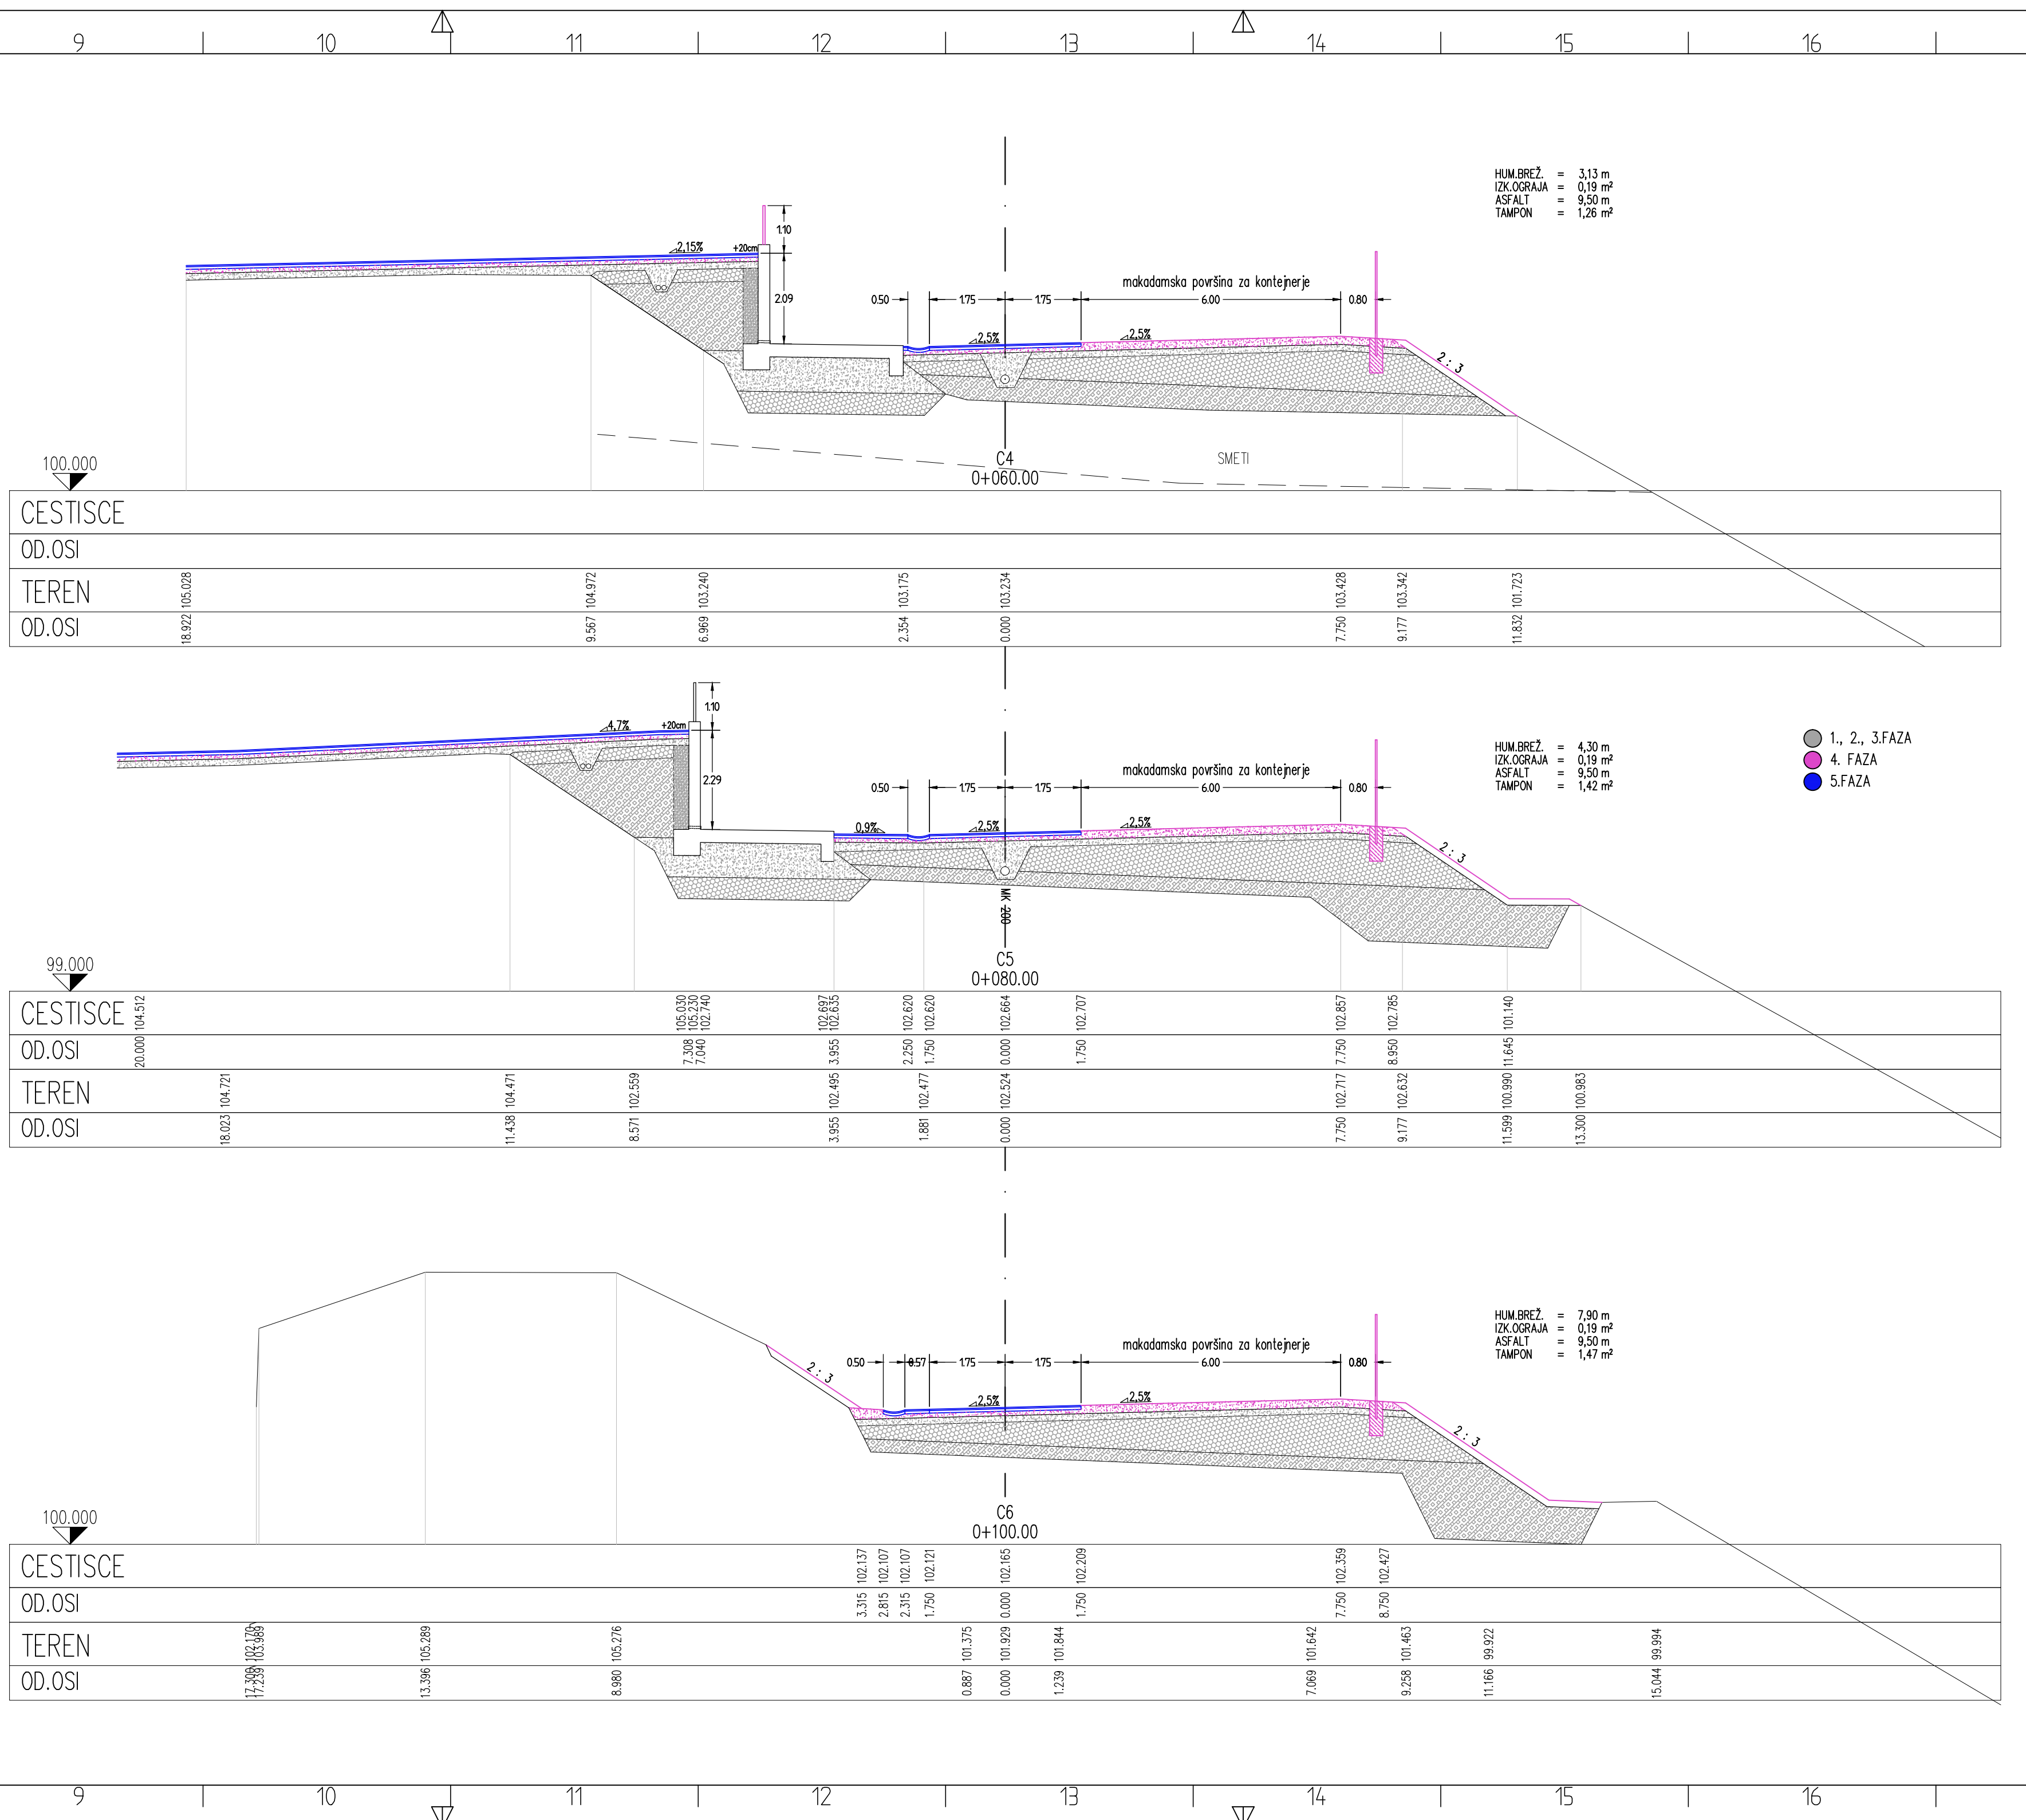 9 10 11 12 13 14 15 16
HUM.BREŽ. = 3,13 m
IZK.OGRAJA = 0,19 m²
ASFALT = 9,50 m
TAMPON = 1,26 m²
1.10
2,15%
+20cm
2.09
makadamska površina za kontejnerje
0.50 1.75 1.75 6.00 0.80
2,5% 2,5%
2 : 3
SMETI
C4
0+060.00
100.000
CESTISCE
OD.OSI
TEREN 105.028 104.972 103.240 103.175 103.234 103.428 103.342 101.723
OD.OSI 18.922 9.567 6.969 2.354 0.000 7.750 9.177 11.832
1.10
4,7%
+20cm
2.29
HUM.BREŽ. = 4,30 m
IZK.OGRAJA = 0,19 m²
ASFALT = 9,50 m
TAMPON = 1,42 m²
1., 2., 3.FAZA
4. FAZA
5.FAZA
makadamska površina za kontejnerje
0.50 1.75 1.75 6.00 0.80
0,9% 2,5% 2,5%
2 : 3
MK 200
C5
0+080.00
99.000
CESTISCE 104.512 105.030 105.230 102.740 102.697 102.635 102.620 102.620 102.664 102.707 102.857 102.785 101.140
OD.OSI 20.000 7.308 7.040 3.955 2.250 1.750 0.000 1.750 7.750 8.950 11.645
TEREN 104.721 104.471 102.559 102.495 102.477 102.524 102.717 102.632 100.990 100.983
OD.OSI 18.023 11.438 8.571 3.955 1.881 0.000 7.750 9.177 11.599 13.300
HUM.BREŽ. = 7,90 m
IZK.OGRAJA = 0,19 m²
ASFALT = 9,50 m
TAMPON = 1,47 m²
makadamska površina za kontejnerje
0.50 0.57 1.75 1.75 6.00 0.80
2 : 3
2,5% 2,5%
2 : 3
C6
0+100.00
100.000
CESTISCE 102.137 102.107 102.107 102.121 102.165 102.209 102.359 102.427
OD.OSI 3.315 2.815 2.315 1.750 0.000 1.750 7.750 8.750
TEREN 102.170 103.989 105.289 105.276 101.375 101.929 101.844 101.642 101.463 99.922 99.994
OD.OSI 17.239 13.396 8.980 0.887 0.000 1.239 7.069 9.258 11.166 15.044
9 10 11 12 13 14 15 16